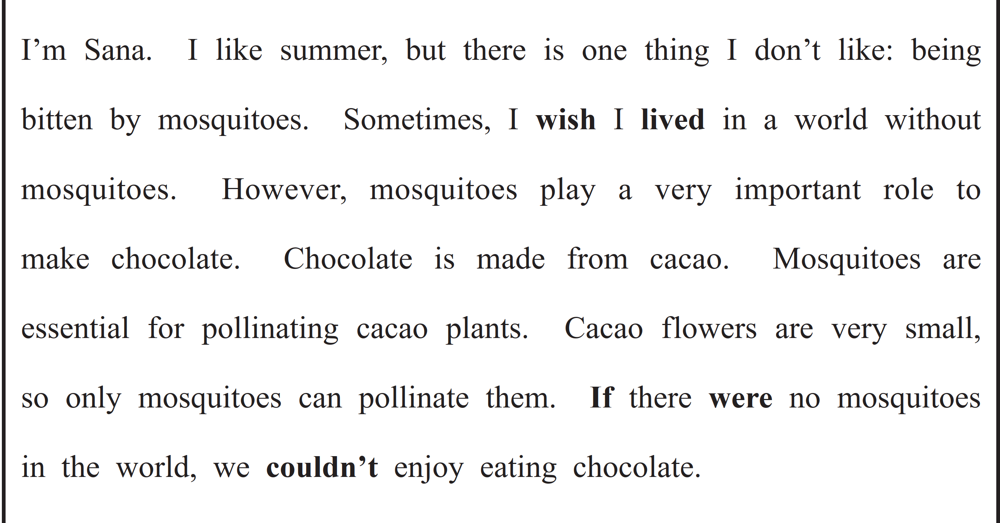 I’m Sana. I like summer, but there is one thing I don’t like: being
bitten by mosquitoes. Sometimes, I wish I lived in a world without
mosquitoes. However, mosquitoes play a very important role to
make chocolate. Chocolate is made from cacao. Mosquitoes are
essential for pollinating cacao plants. Cacao flowers are very small,
so only mosquitoes can pollinate them. If there were no mosquitoes
in the world, we couldn’t enjoy eating chocolate.